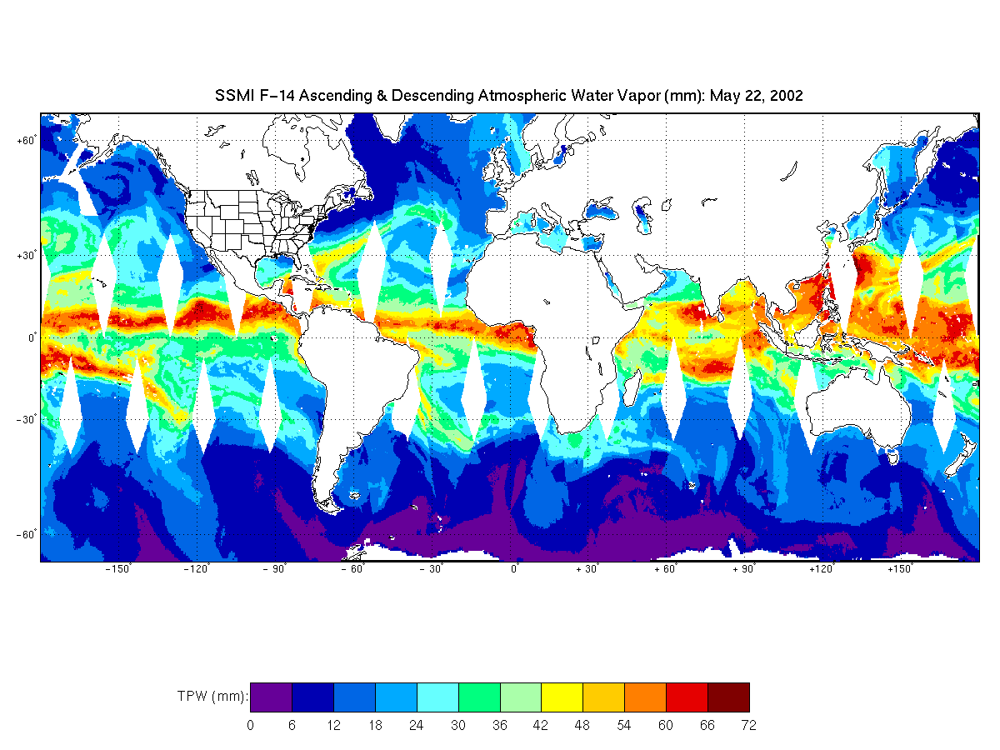 SSMI F-14 Ascending & Descending Atmospheric Water Vapor (mm): May 22, 2002
+60°
+30°
0°
-30°
-60°
-150° -120° - 90° - 60° - 30° 0° + 30° + 60° + 90° +120° +150°
TPW (mm):
0 6 12 18 24 30 36 42 48 54 60 66 72